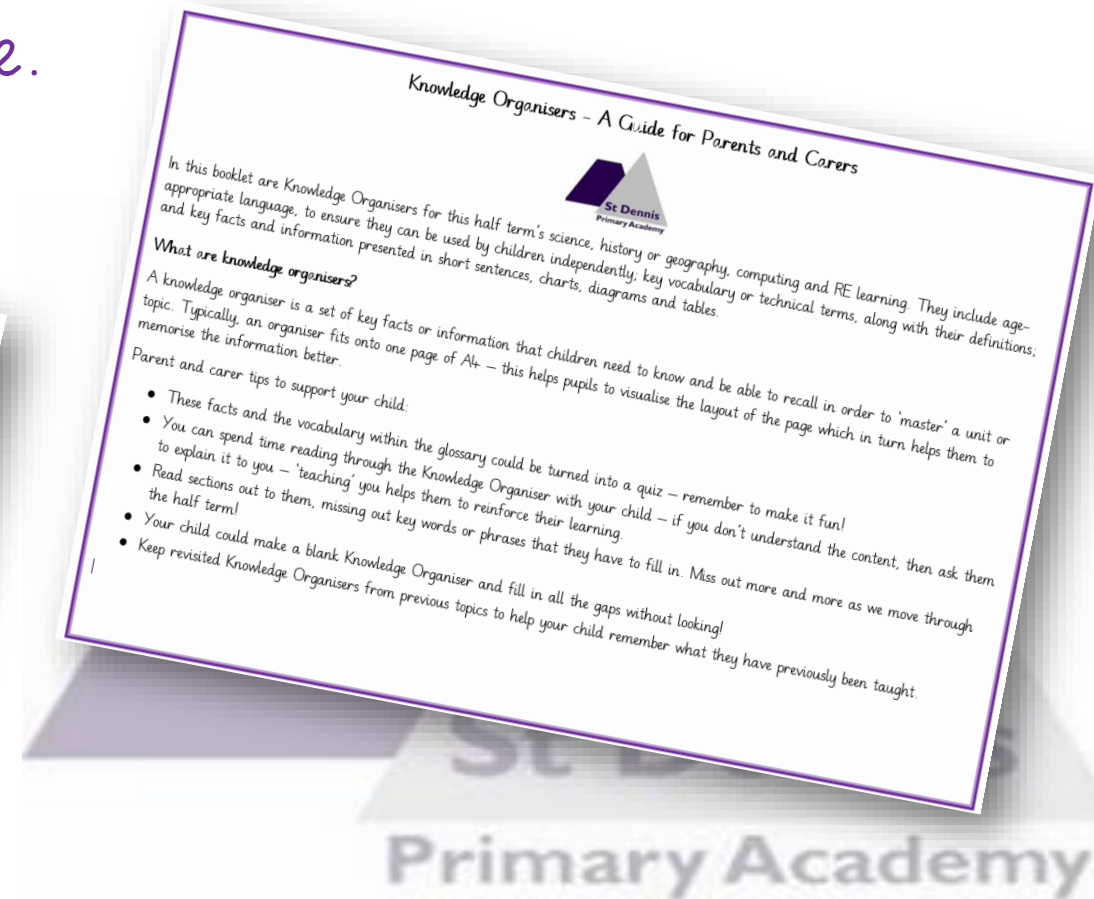 e.
Knowledge Organisers – A Guide for Parents and Carers
St Dennis
Primary Academy
In this booklet are Knowledge Organisers for this half term's science, history or geography, computing and RE learning. They include age-
appropriate language, to ensure they can be used by children independently; key vocabulary or technical terms, along with their definitions;
and key facts and information presented in short sentences, charts, diagrams and tables.
What are knowledge organisers?
A knowledge organiser is a set of key facts or information that children need to know and be able to recall in order to 'master' a unit or
topic. Typically, an organiser fits onto one page of A4 – this helps pupils to visualise the layout of the page which in turn helps them to
memorise the information better.
Parent and carer tips to support your child:
• These facts and the vocabulary within the glossary could be turned into a quiz – remember to make it fun!
• You can spend time reading through the Knowledge Organiser with your child – if you don't understand the content, then ask them
to explain it to you – 'teaching' you helps them to reinforce their learning.
• Read sections out to them, missing out key words or phrases that they have to fill in. Miss out more and more as we move through
the half term!
• Your child could make a blank Knowledge Organiser and fill in all the gaps without looking!
• Keep revisited Knowledge Organisers from previous topics to help your child remember what they have previously been taught.
St Dennis
Primary Academy